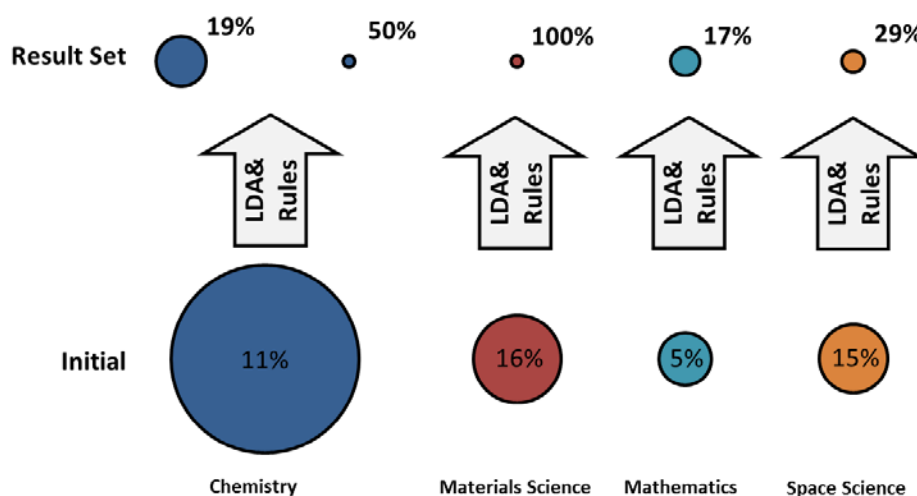 19%
50%
100%
17%
29%
Result Set
LDA&
Rules
LDA&
Rules
LDA&
Rules
LDA&
Rules
Initial
11%
16%
5%
15%
Chemistry
Materials Science
Mathematics
Space Science